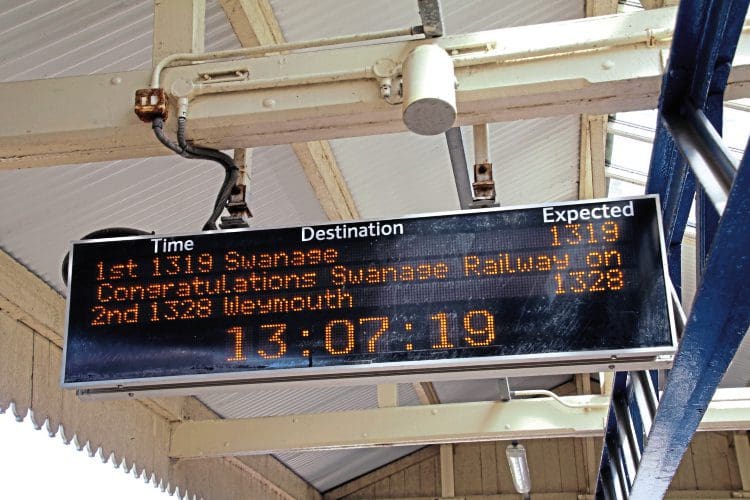 Time Destination Expected
1st 1319 Swanage 1319
Congratulations Swanage Railway on
2nd 1328 Weymouth 1328
13:07:19